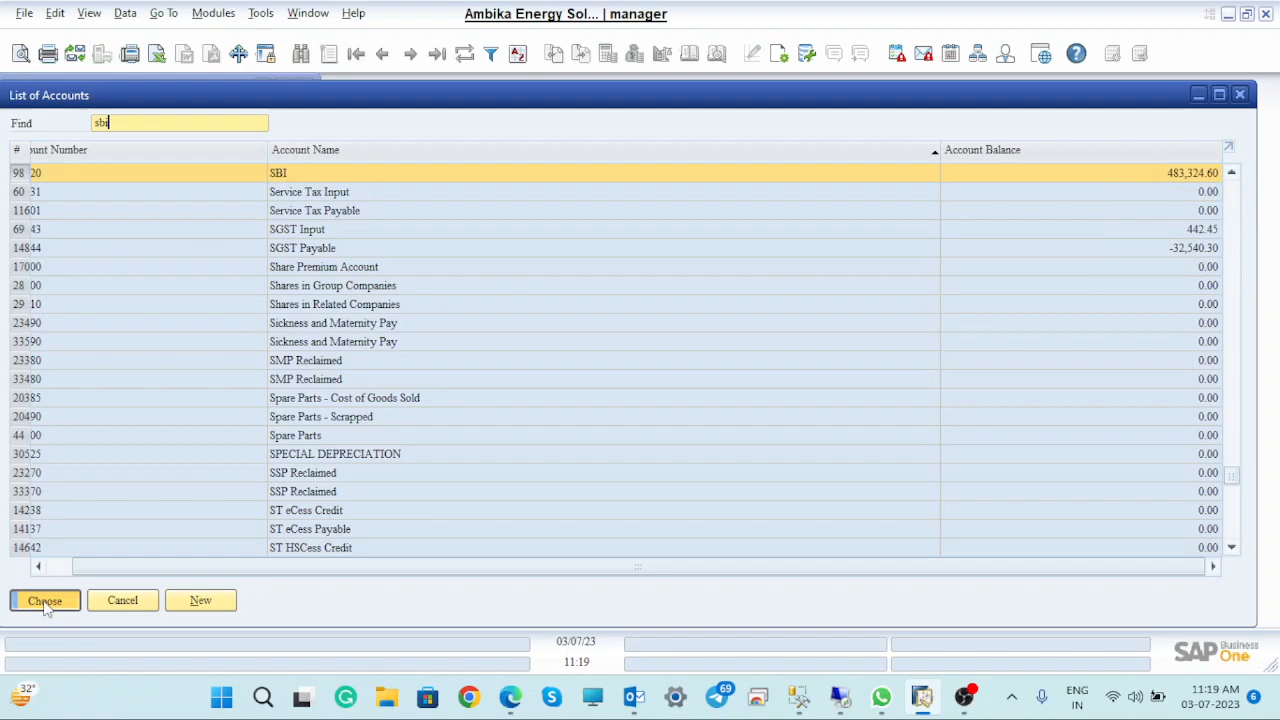 File Edit View Data Go To Modules Tools Window Help
Ambika Energy Sol... | manager
List of Accounts
Find sbi
# ount Number Account Name Account Balance
98 20 SBI 483,324.60
60 31 Service Tax Input 0.00
11601 Service Tax Payable 0.00
69 43 SGST Input 442.45
14844 SGST Payable -32,540.30
17000 Share Premium Account 0.00
28 00 Shares in Group Companies 0.00
29 10 Shares in Related Companies 0.00
23490 Sickness and Maternity Pay 0.00
33590 Sickness and Maternity Pay 0.00
23380 SMP Reclaimed 0.00
33480 SMP Reclaimed 0.00
20385 Spare Parts - Cost of Goods Sold 0.00
20490 Spare Parts - Scrapped 0.00
44 00 Spare Parts 0.00
30525 SPECIAL DEPRECIATION 0.00
23270 SSP Reclaimed 0.00
33370 SSP Reclaimed 0.00
14238 ST eCess Credit 0.00
14137 ST eCess Payable 0.00
14642 ST HSCess Credit 0.00
Choose Cancel New
03/07/23
11:19
SAP Business One
32°
69
ENG
IN
11:19 AM
03-07-2023
6